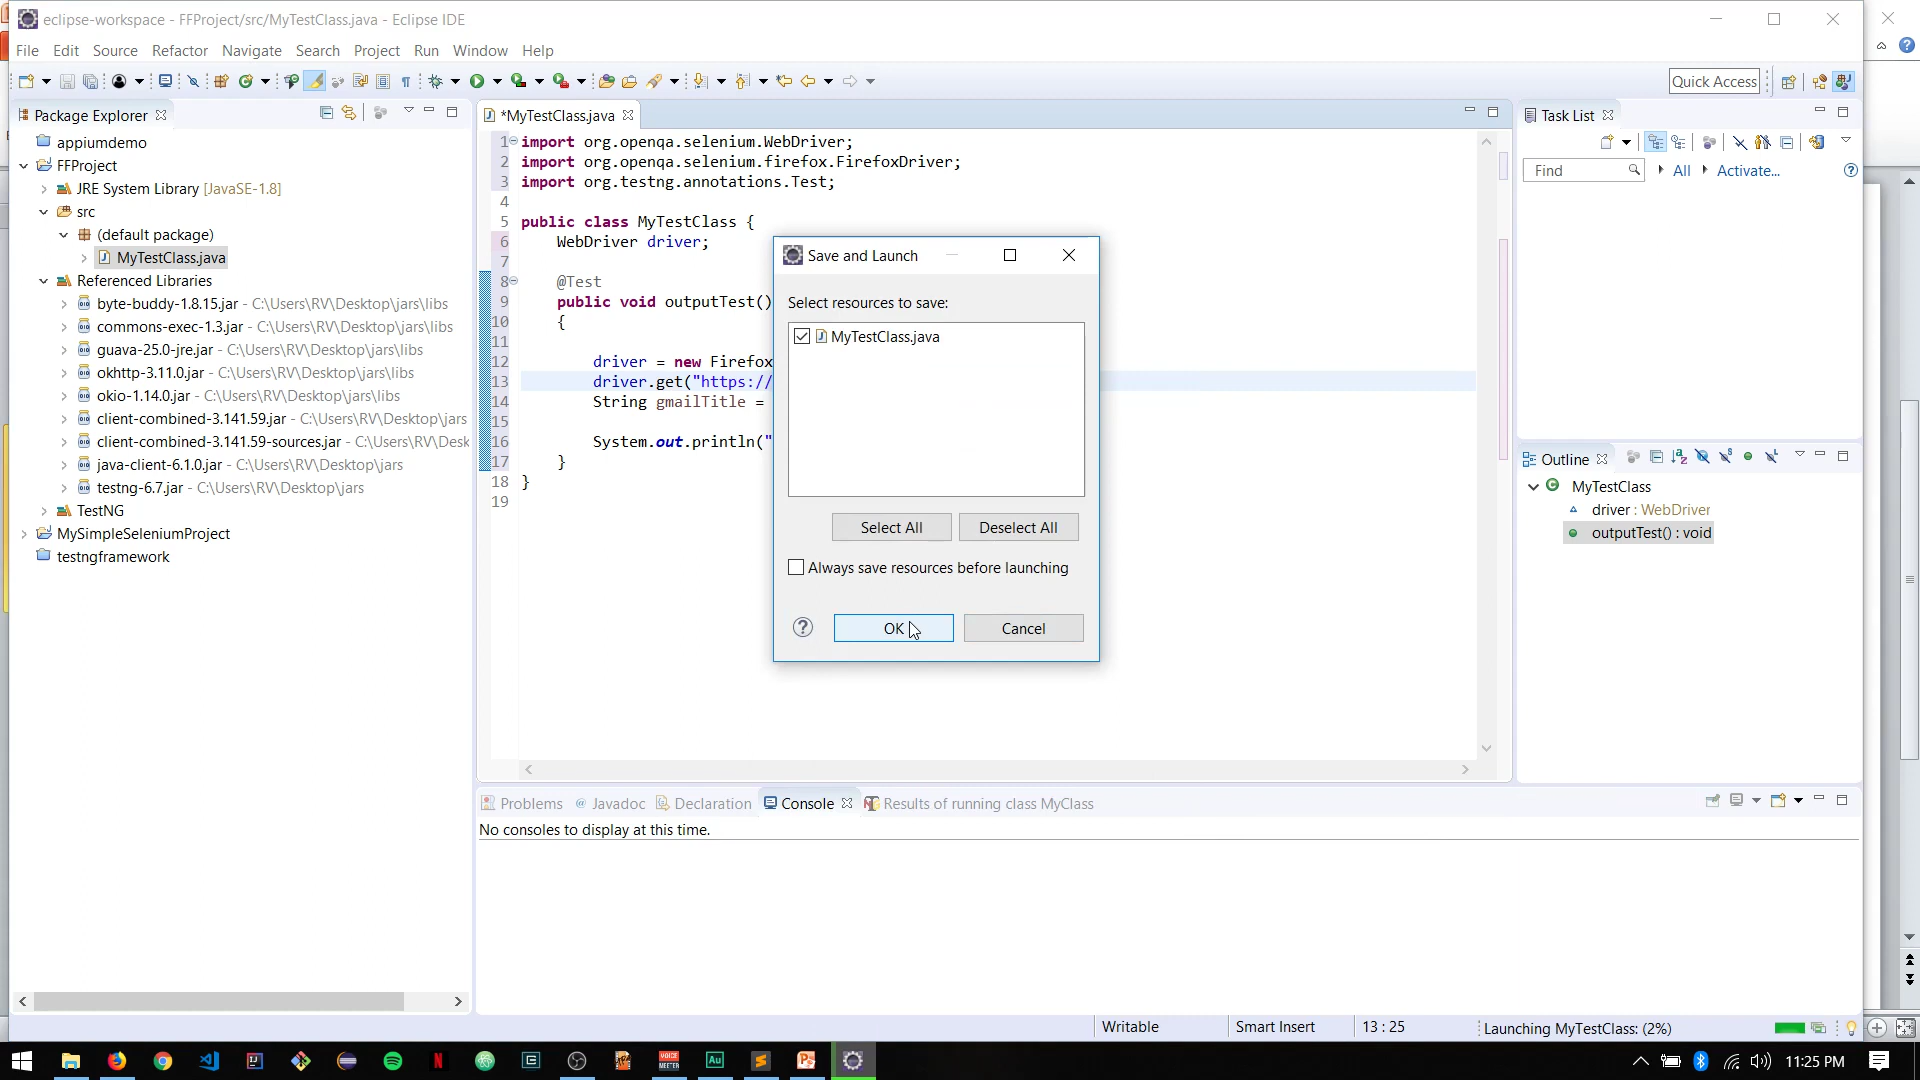 eclipse-workspace - FFProject/src/MyTestClass.java - Eclipse IDE
File Edit Source Refactor Navigate Search Project Run Window Help
Quick Access
Package Explorer
appiumdemo
FFProject
JRE System Library [JavaSE-1.8]
src
(default package)
MyTestClass.java
Referenced Libraries
byte-buddy-1.8.15.jar - C:\Users\RV\Desktop\jars\libs
commons-exec-1.3.jar - C:\Users\RV\Desktop\jars\libs
guava-25.0-jre.jar - C:\Users\RV\Desktop\jars\libs
okhttp-3.11.0.jar - C:\Users\RV\Desktop\jars\libs
okio-1.14.0.jar - C:\Users\RV\Desktop\jars\libs
client-combined-3.141.59.jar - C:\Users\RV\Desktop\jars
client-combined-3.141.59-sources.jar - C:\Users\RV\Desk
java-client-6.1.0.jar - C:\Users\RV\Desktop\jars
testng-6.7.jar - C:\Users\RV\Desktop\jars
TestNG
MySimpleSeleniumProject
testngframework
*MyTestClass.java
1 import org.openqa.selenium.WebDriver;
2 import org.openqa.selenium.firefox.FirefoxDriver;
3 import org.testng.annotations.Test;
4
5 public class MyTestClass {
6 WebDriver driver;
7
8 @Test
9 public void outputTest()
10 {
11
12 driver = new Firefox
13 driver.get("https://
14 String gmailTitle =
15
16 System.out.println("
17 }
18 }
19
Save and Launch
Select resources to save:
MyTestClass.java
Select All Deselect All
Always save resources before launching
OK Cancel
Task List
Find All Activate...
Outline
MyTestClass
driver : WebDriver
outputTest() : void
Problems @ Javadoc Declaration Console Results of running class MyClass
No consoles to display at this time.
Writable Smart Insert 13 : 25 Launching MyTestClass: (2%)
11:25 PM